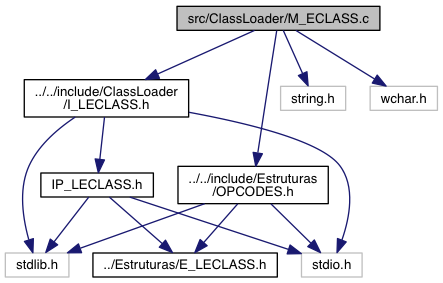 src/ClassLoader/M_ECLASS.c
../../include/ClassLoader
/I_LECLASS.h
string.h
wchar.h
IP_LECLASS.h
../../include/Estruturas
/OPCODES.h
stdlib.h
../Estruturas/E_LECLASS.h
stdio.h